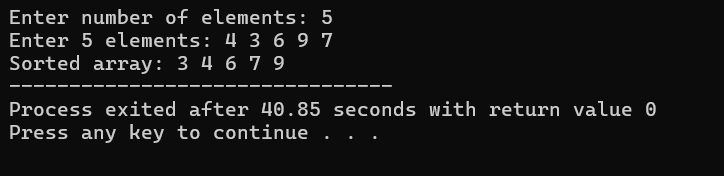 Enter number of elements: 5
Enter 5 elements: 4 3 6 9 7
Sorted array: 3 4 6 7 9
--------------------------------
Process exited after 40.85 seconds with return value 0
Press any key to continue . . .